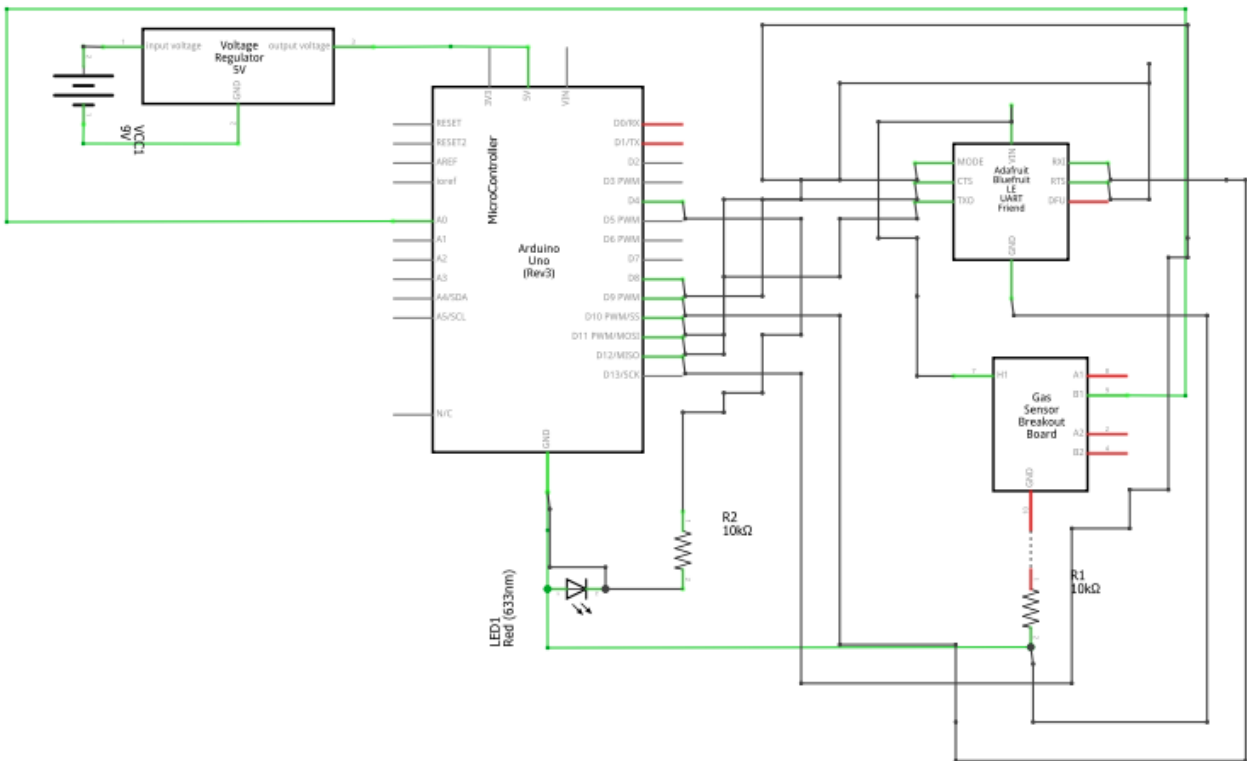 input voltage
Voltage
Regulator
5V
output voltage
GND
VCC1
9V
3V3
5V
VIN
RESET
RESET2
AREF
ioref
A0
A1
A2
A3
A4/SDA
A5/SCL
N/C
MicroController
Arduino
Uno
(Rev3)
D0/RX
D1/TX
D2
D3 PWM
D4
D5 PWM
D6 PWM
D7
D8
D9 PWM
D10 PWM/SS
D11 PWM/MOSI
D12/MISO
D13/SCK
GND
MODE
CTS
TXO
VIN
Adafruit
Bluefruit
LE
UART
Friend
RXI
RTS
DFU
GND
H1
Gas
Sensor
Breakout
Board
A1
B1
A2
B2
GND
R2
10kΩ
R1
10kΩ
LED1
Red (633nm)